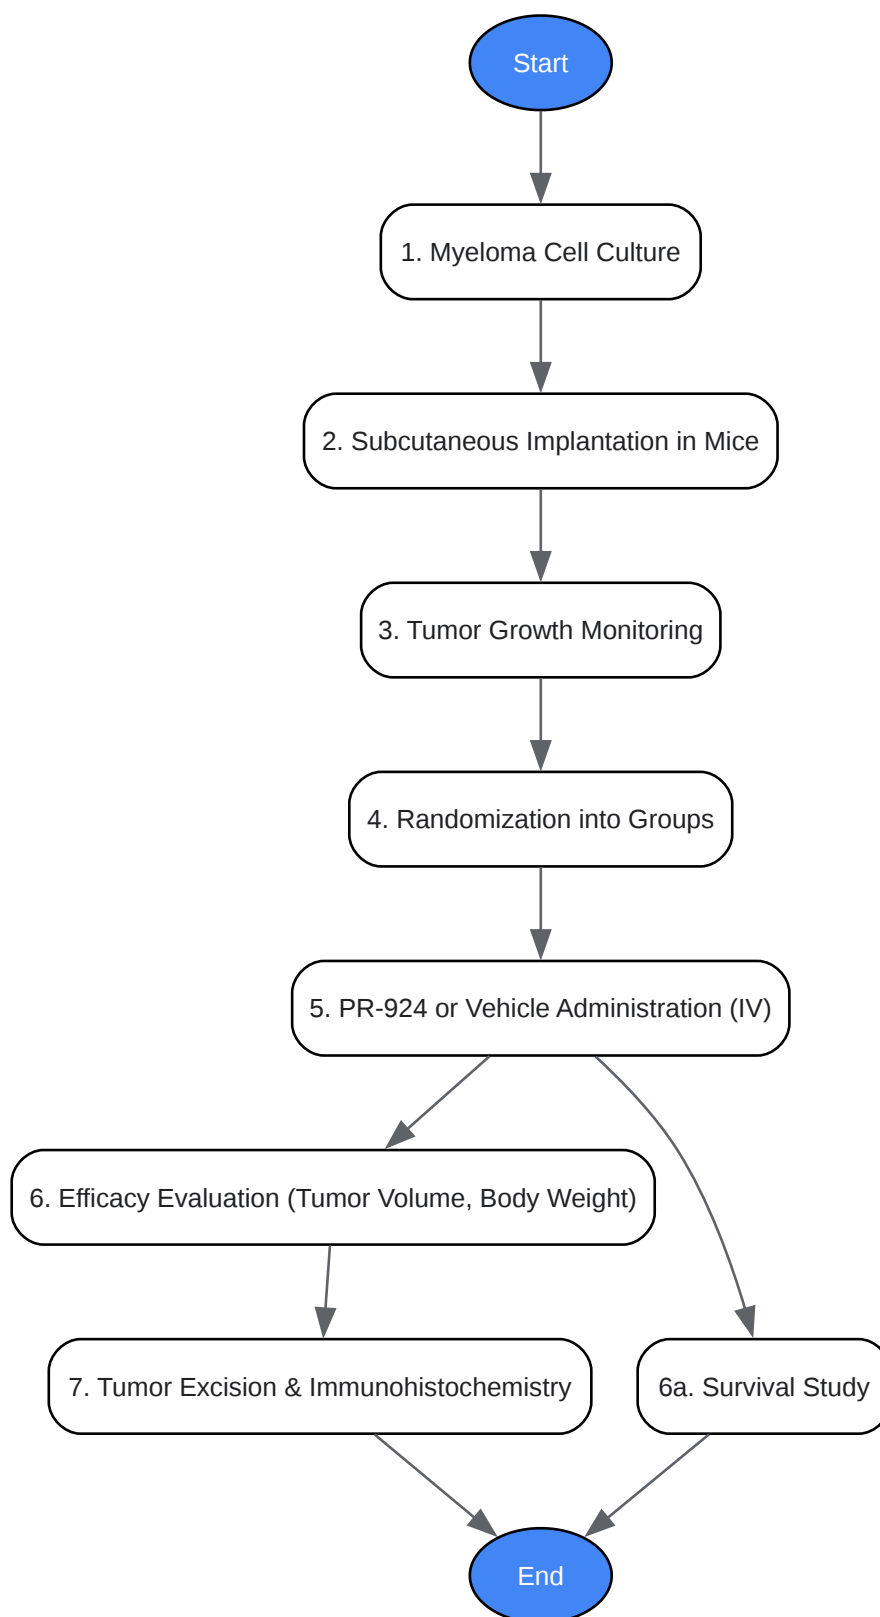 Start
1. Myeloma Cell Culture
2. Subcutaneous Implantation in Mice
3. Tumor Growth Monitoring
4. Randomization into Groups
5. PR-924 or Vehicle Administration (IV)
6. Efficacy Evaluation (Tumor Volume, Body Weight)
7. Tumor Excision & Immunohistochemistry
6a. Survival Study
End